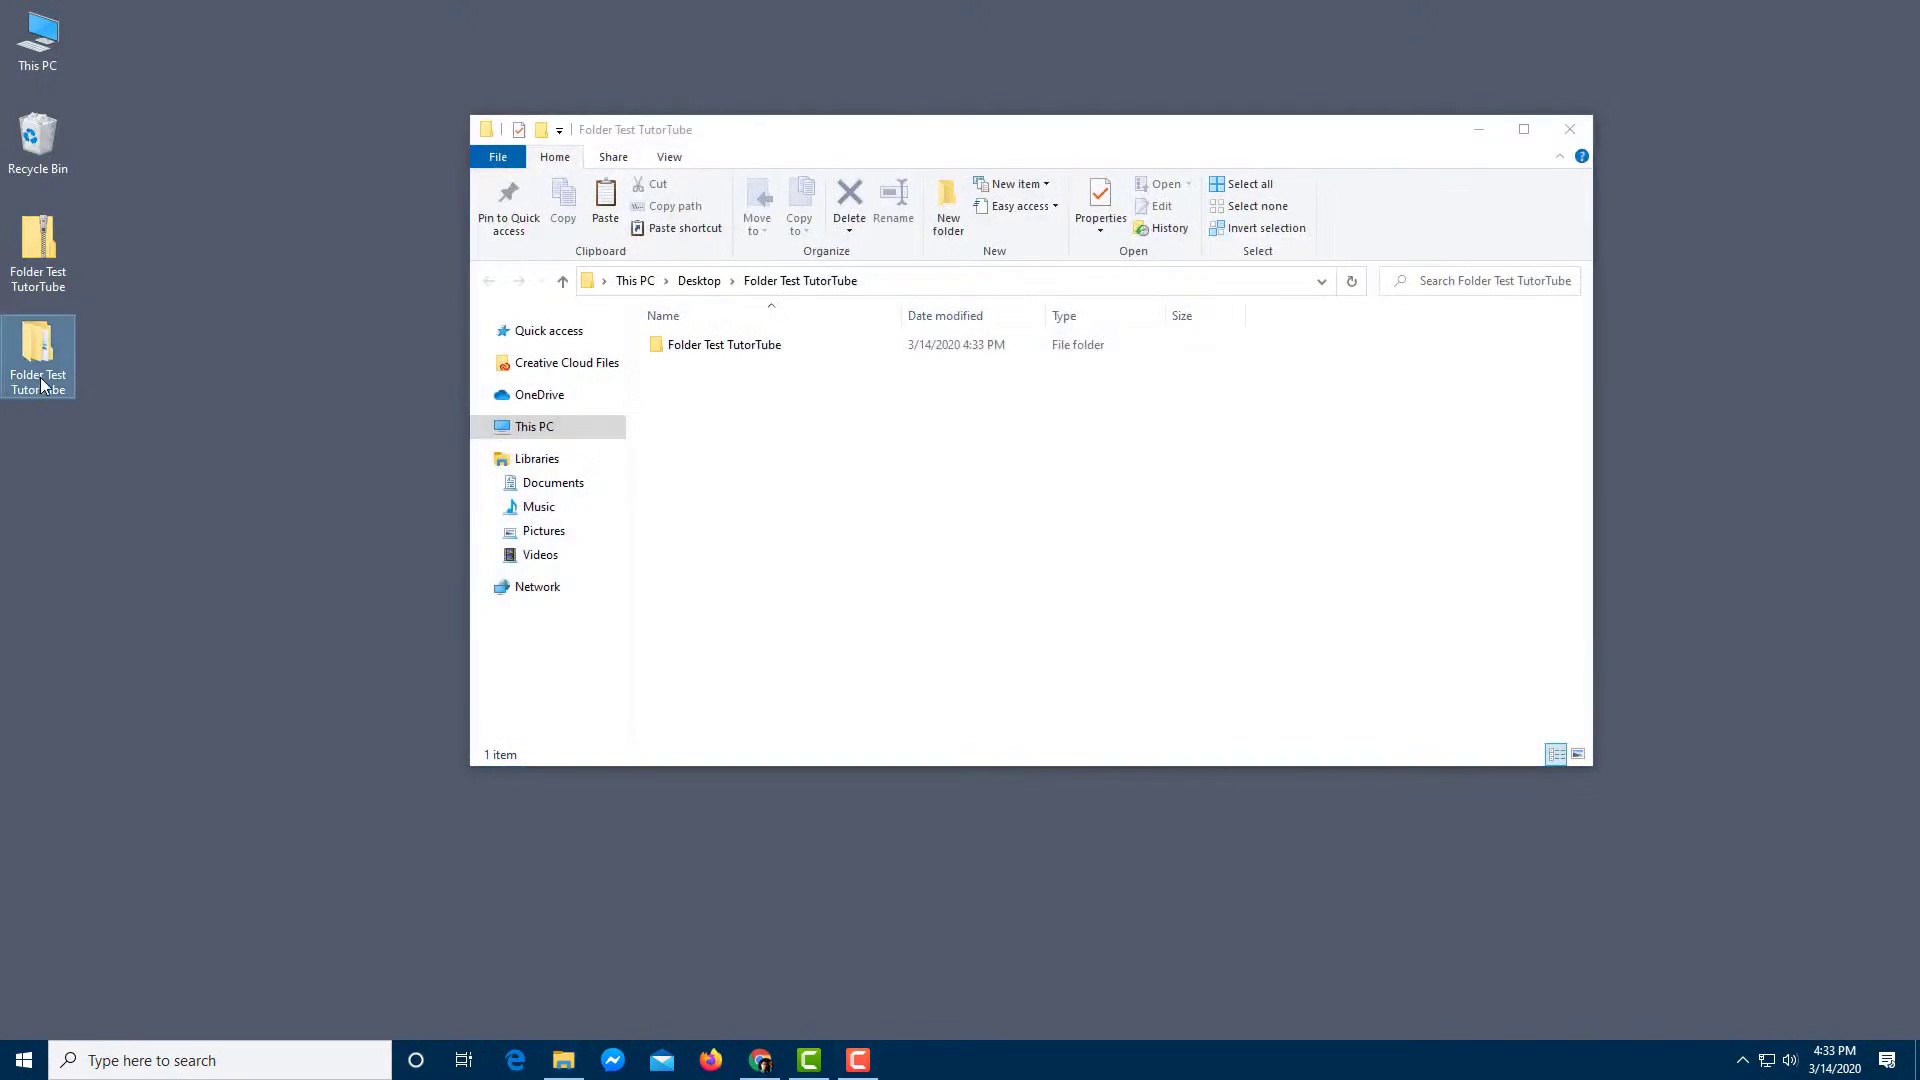 This PC
Recycle Bin
Folder Test
TutorTube
Folder Test
TutorTube
Folder Test TutorTube
File
Home
Share
View
Pin to Quick
access
Copy
Paste
Cut
Copy path
Paste shortcut
Clipboard
Move
to
Copy
to
Delete
Rename
Organize
New
folder
New item
Easy access
New
Properties
Open
Edit
History
Open
Select all
Select none
Invert selection
Select
This PC
Desktop
Folder Test TutorTube
Search Folder Test TutorTube
Name
Date modified
Type
Size
Folder Test TutorTube
3/14/2020 4:33 PM
File folder
Quick access
Creative Cloud Files
OneDrive
This PC
Libraries
Documents
Music
Pictures
Videos
Network
1 item
Type here to search
4:33 PM
3/14/2020